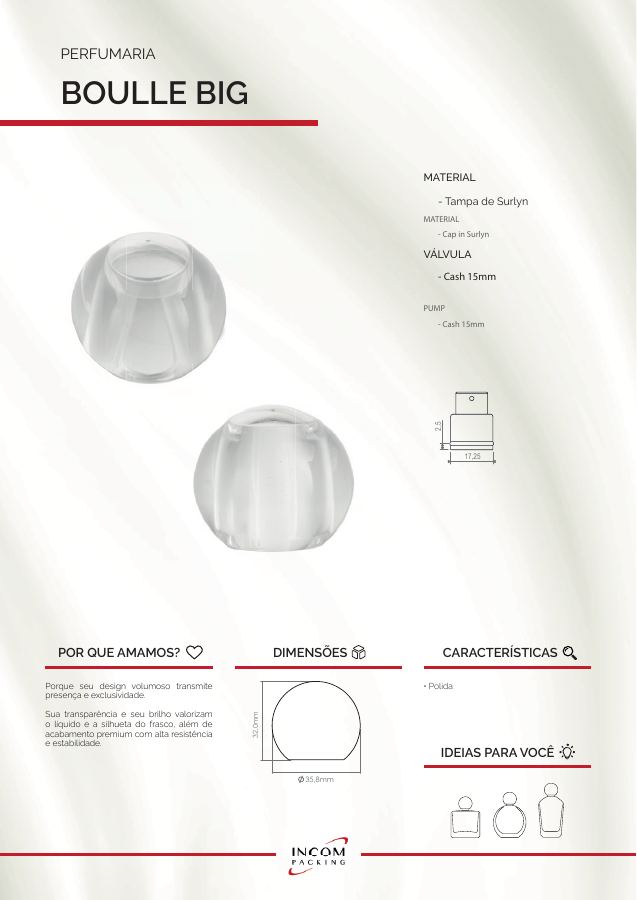 PERFUMARIA
BOULLE BIG
MATERIAL
- Tampa de Surlyn
MATERIAL
- Cap in Surlyn
VÁLVULA
- Cash 15mm
PUMP
- Cash 15mm
2,5
17,25
POR QUE AMAMOS?
Porque seu design volumoso transmite
presença e exclusividade.
Sua transparência e seu brilho valorizam
o líquido e a silhueta do frasco, além de
acabamento premium com alta resistência
e estabilidade.
DIMENSÕES
32,0mm
Ø 35,8mm
CARACTERÍSTICAS
• Polida
IDEIAS PARA VOCÊ
INCOM
PACKING